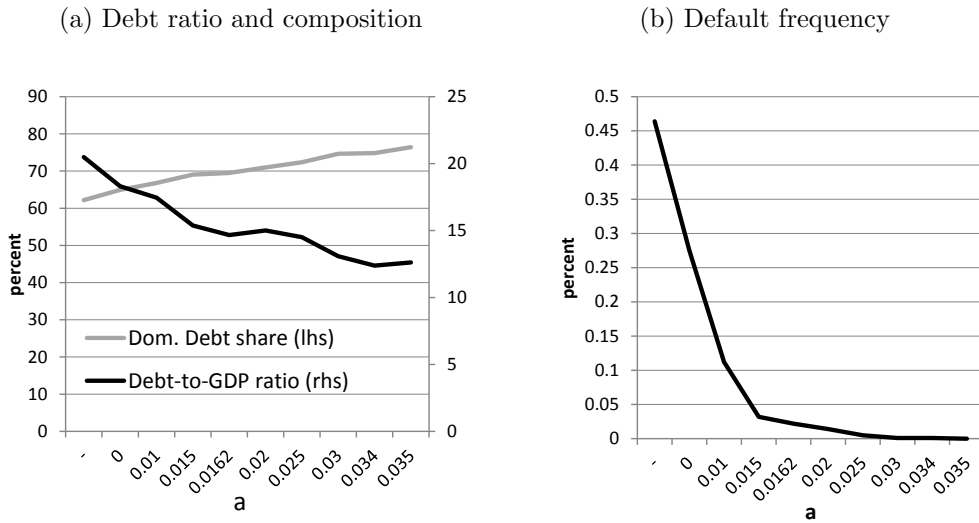 (a) Debt ratio and composition
90
80
70
60
50
40
30
20
10
0
percent
25
20
15
10
5
0
Dom. Debt share (lhs)
Debt-to-GDP ratio (rhs)
- 0 0.01 0.015 0.0162 0.02 0.025 0.03 0.034 0.035
a
(b) Default frequency
0.5
0.45
0.4
0.35
0.3
0.25
0.2
0.15
0.1
0.05
0
percent
- 0 0.01 0.015 0.0162 0.02 0.025 0.03 0.034 0.035
a